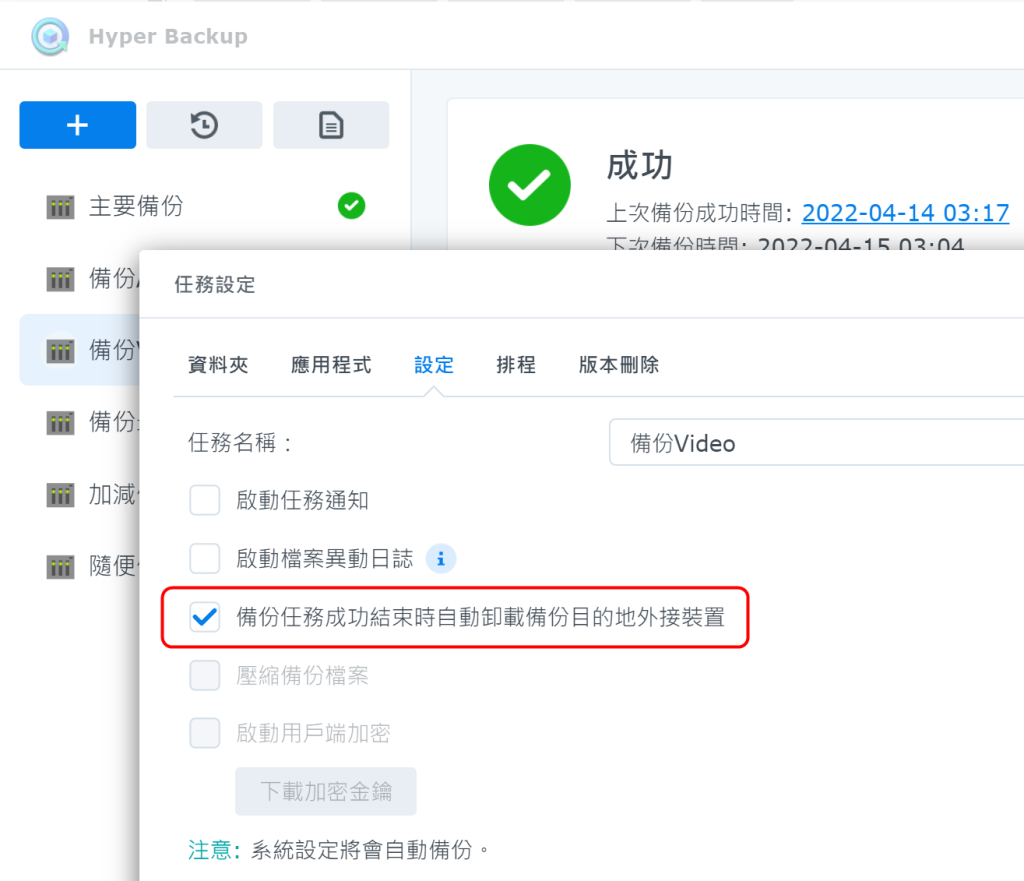 Hyper Backup
主要備份
成功
上次備份成功時間: 2022-04-14 03:17
下次備份時間: 2022-04-15 03:04
備份
備份
備份
加減
隨便
任務設定
資料夾 應用程式 設定 排程 版本刪除
任務名稱： 備份Video
啟動任務通知
啟動檔案異動日誌
備份任務成功結束時自動卸載備份目的地外接裝置
壓縮備份檔案
啟動用戶端加密
下載加密金鑰
注意: 系統設定將會自動備份。